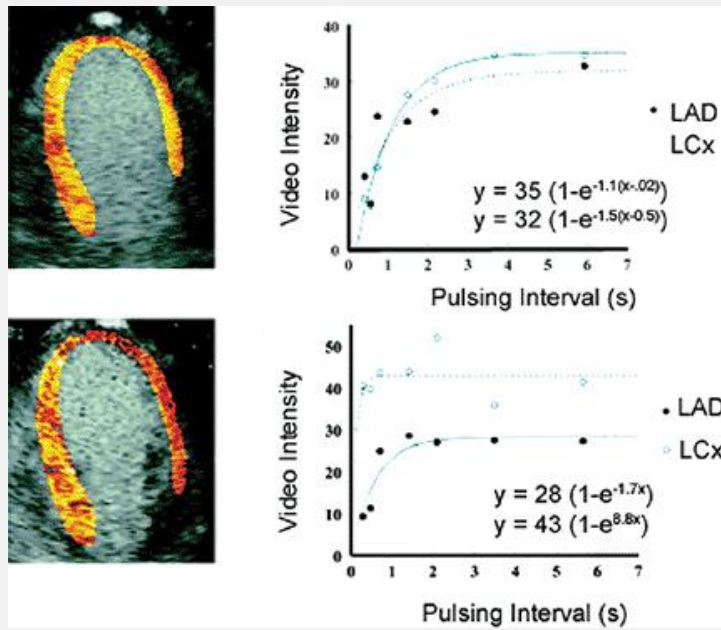 40
30
20
10
0
Video Intensity
LAD
LCx
y = 35 (1-e-1.1(x-.02))
y = 32 (1-e-1.5(x-0.5))
0 1 2 3 4 5 6 7
Pulsing Interval (s)
50
40
30
20
10
0
Video Intensity
LAD
LCx
y = 28 (1-e-1.7x)
y = 43 (1-e8.8x)
0 1 2 3 4 5 6 7
Pulsing Interval (s)